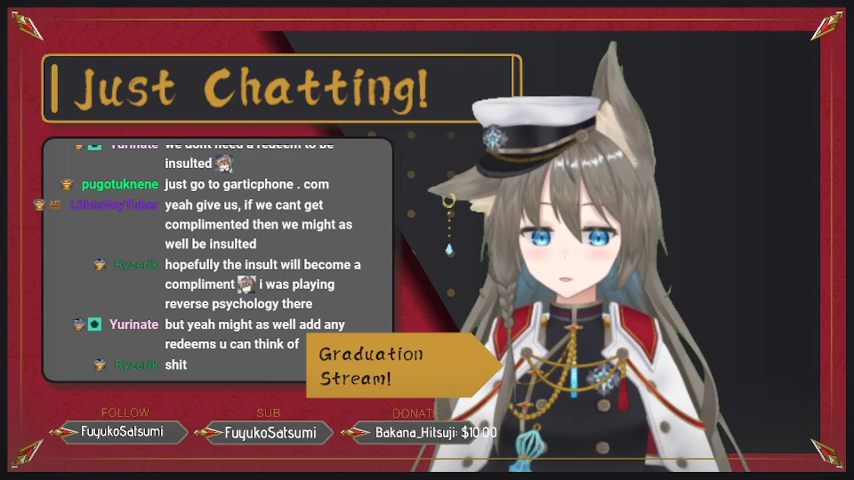 Just Chatting!
Yurinate we dont need a redeem to be
insulted
pugotuknene just go to garticphone . com
yeah give us, if we cant get
complimented then we might as
well be insulted
Ryzerik hopefully the insult will become a
compliment i was playing
reverse psychology there
Yurinate but yeah might as well add any
redeems u can think of
Ryzerik shit
Graduation
Stream!
FOLLOW SUB DONATE
FuyukoSatsumi FuyukoSatsumi Bakana_Hitsuji: $10.00